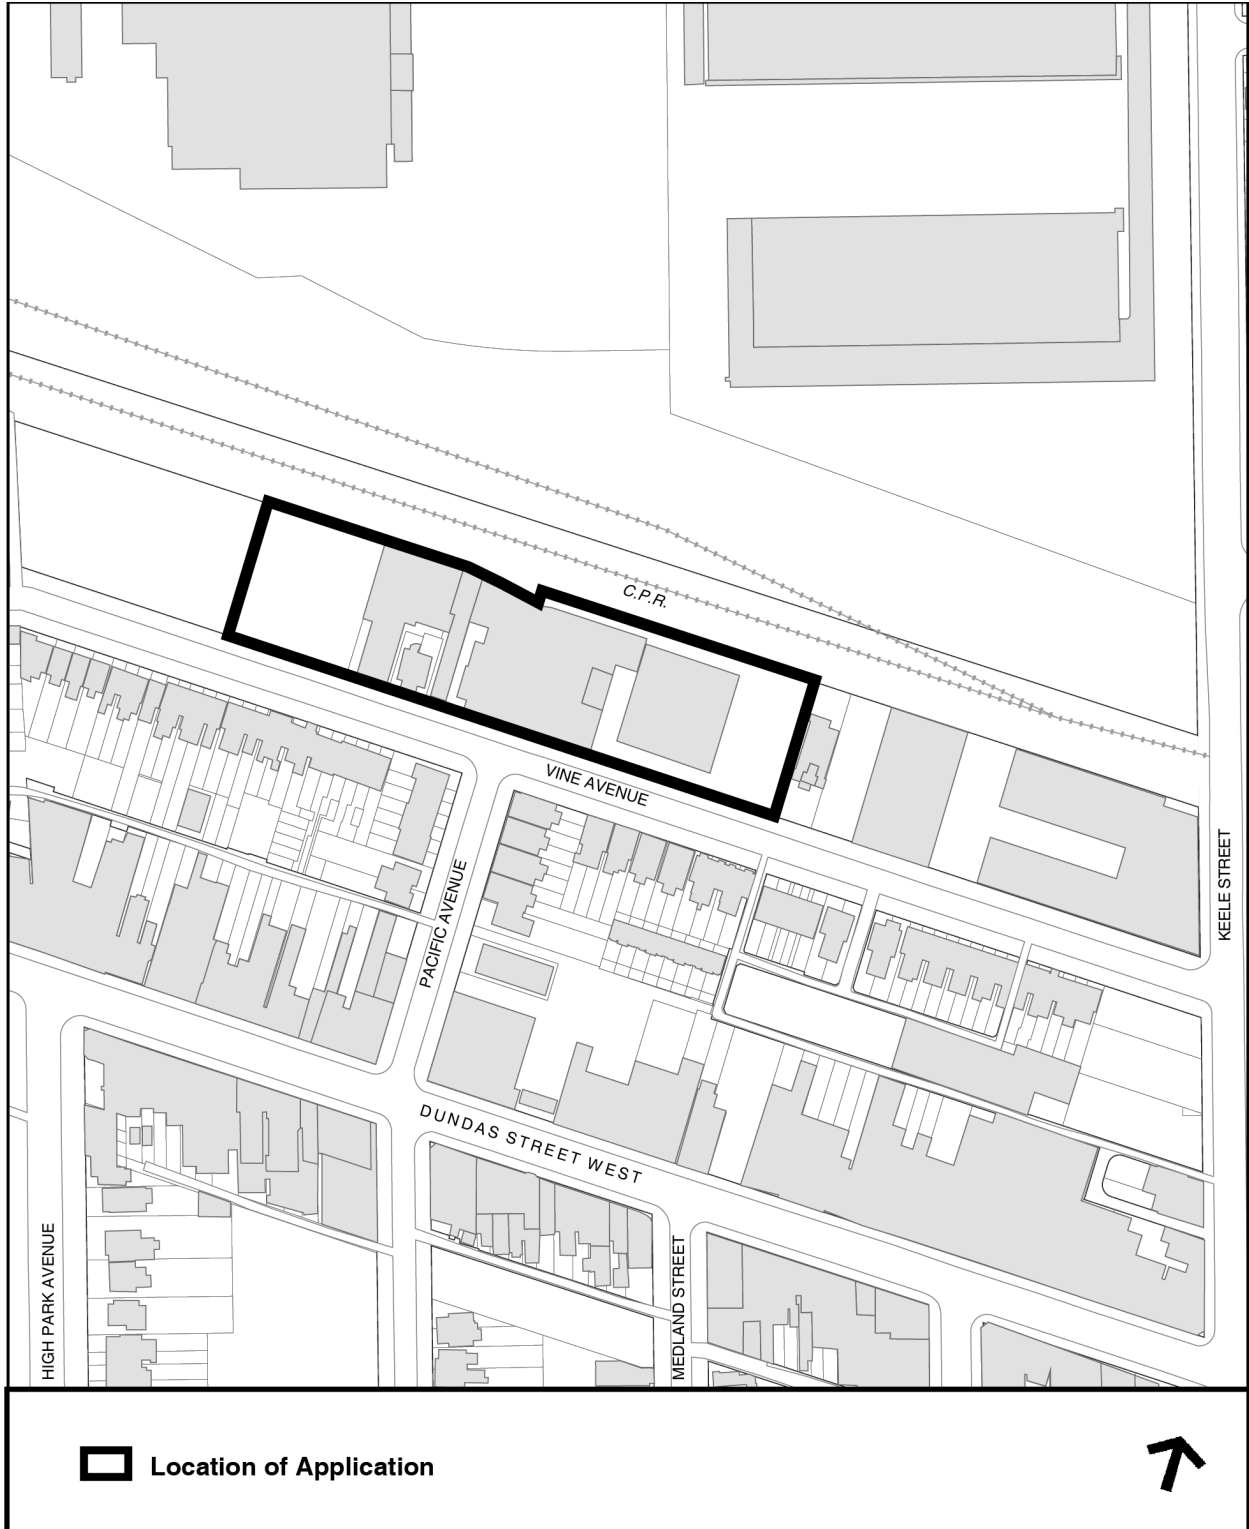 C.P.R.
VINE AVENUE
KEELE STREET
PACIFIC AVENUE
DUNDAS STREET WEST
HIGH PARK AVENUE
MEDLAND STREET
Location of Application